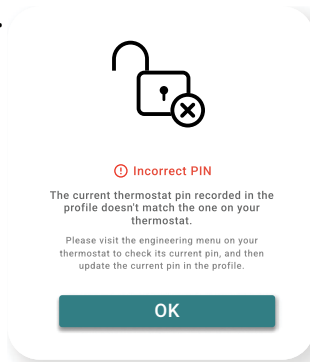 Incorrect PIN
The current thermostat pin recorded in the
profile doesn't match the one on your
thermostat.
Please visit the engineering menu on your
thermostat to check its current pin, and then
update the current pin in the profile.
OK